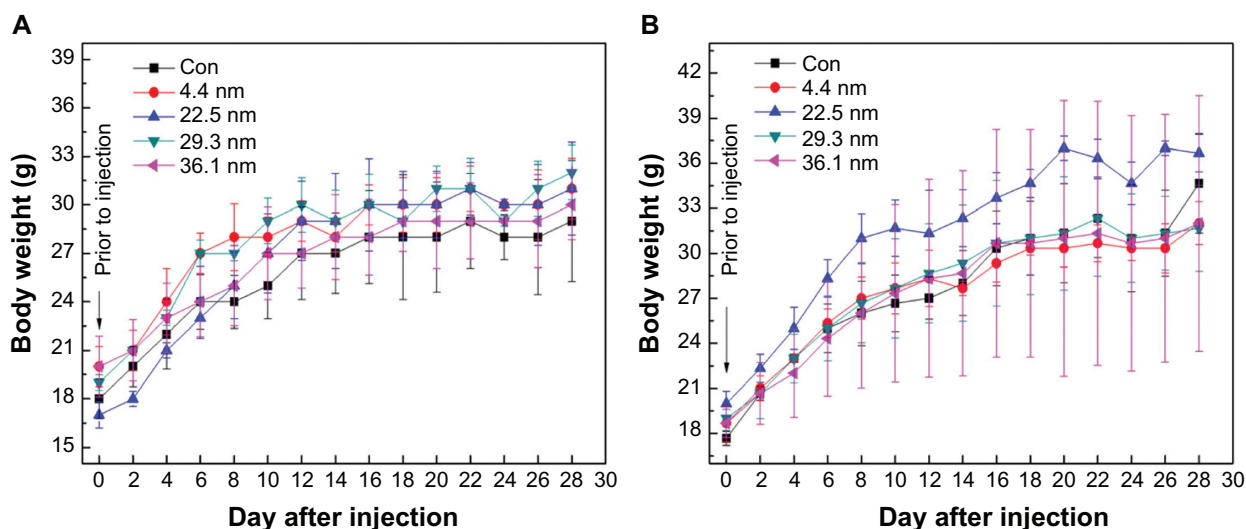 A
39
36
33
30
27
24
21
18
15
Body weight (g)
Prior to injection
Con
4.4 nm
22.5 nm
29.3 nm
36.1 nm
0 2 4 6 8 10 12 14 16 18 20 22 24 26 28 30
Day after injection
B
42
39
36
33
30
27
24
21
18
Body weight (g)
Prior to injection
Con
4.4 nm
22.5 nm
29.3 nm
36.1 nm
0 2 4 6 8 10 12 14 16 18 20 22 24 26 28 30
Day after injection